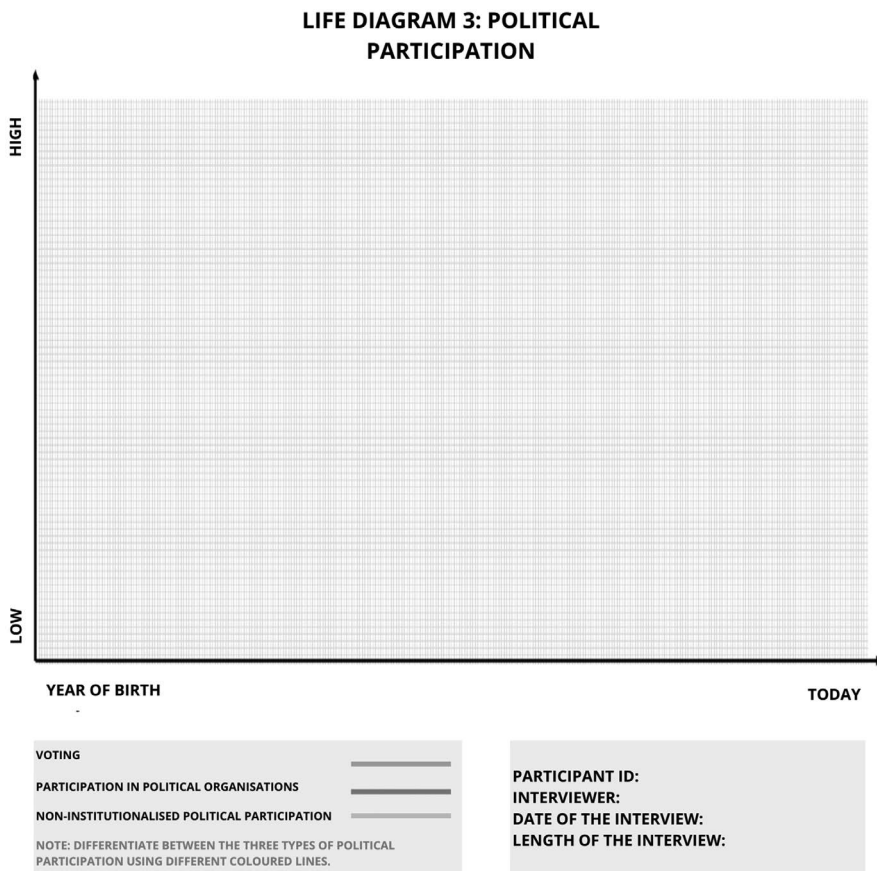 LIFE DIAGRAM 3: POLITICAL
PARTICIPATION
HIGH
LOW
YEAR OF BIRTH
-
TODAY
VOTING
PARTICIPATION IN POLITICAL ORGANISATIONS
NON-INSTITUTIONALISED POLITICAL PARTICIPATION
NOTE: DIFFERENTIATE BETWEEN THE THREE TYPES OF POLITICAL
PARTICIPATION USING DIFFERENT COLOURED LINES.
PARTICIPANT ID:
INTERVIEWER:
DATE OF THE INTERVIEW:
LENGTH OF THE INTERVIEW: